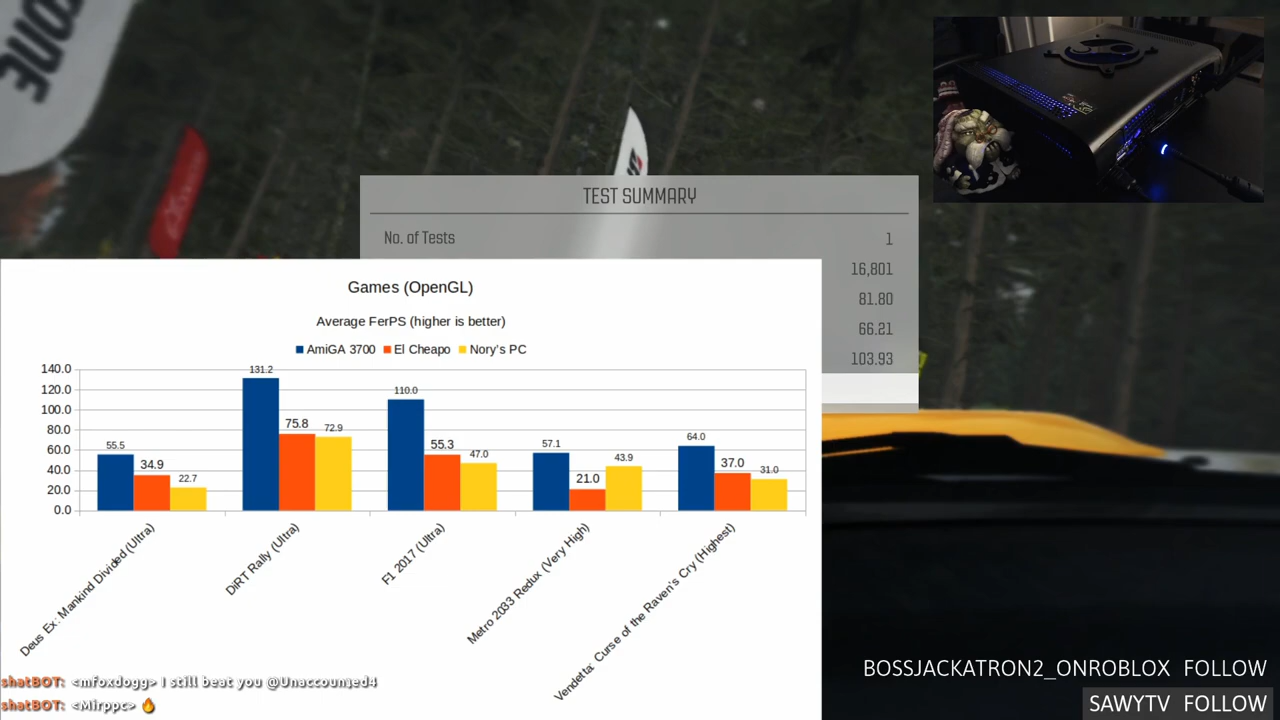 TEST SUMMARY
No. of Tests 1
16,801
81.80
66.21
103.93
Games (OpenGL)
Average FerPS (higher is better)
AmiGA 3700 El Cheapo Nory's PC
140.0
120.0
100.0
80.0
60.0
40.0
20.0
0.0
55.5 34.9 22.7
131.2 75.8 72.9
110.0 55.3 47.0
57.1 21.0 43.9
64.0 37.0 31.0
Deus Ex: Mankind Divided (Ultra)
DiRT Rally (Ultra)
F1 2017 (Ultra)
Metro 2033 Redux (Very High)
Vendetta: Curse of the Raven's Cry (Highest)
shatBOT: <mfoxdogg> I still beat you @Unaccounted4
shatBOT: <Mirppc> 🔥
BOSSJACKATRON2_ONROBLOX FOLLOW
SAWYTV FOLLOW